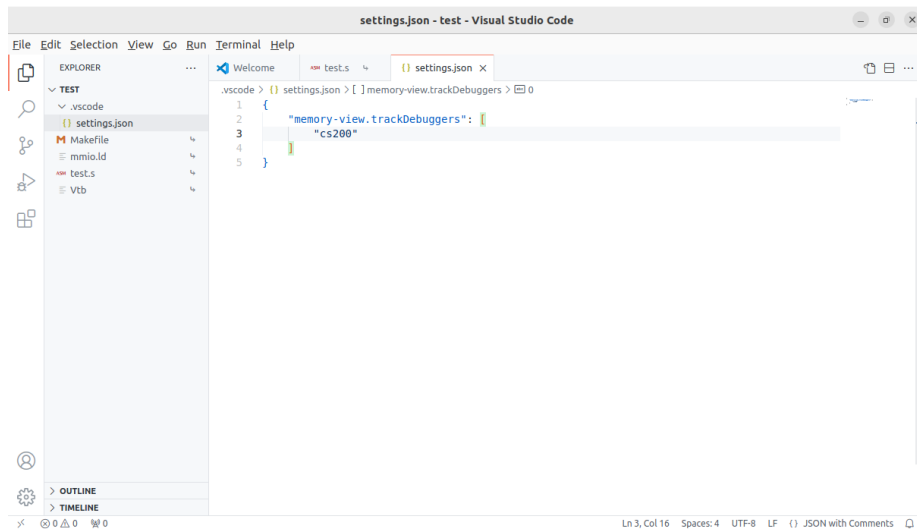 settings.json - test - Visual Studio Code
File Edit Selection View Go Run Terminal Help
EXPLORER
TEST
.vscode
{} settings.json
M Makefile
mmio.ld
ASM test.s
Vtb
OUTLINE
TIMELINE
Welcome
ASM test.s
{} settings.json
.vscode > {} settings.json > [ ] memory-view.trackDebuggers > abc 0
1 {
2 "memory-view.trackDebuggers": [
3 "cs200"
4 ]
5 }
0 0 0
Ln 3, Col 16 Spaces: 4 UTF-8 LF {} JSON with Comments